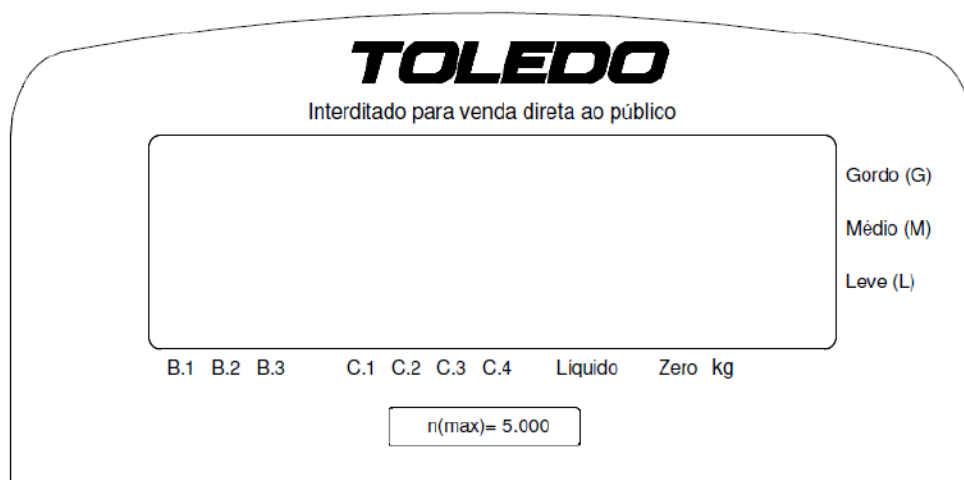 TOLEDO
Interditado para venda direta ao público
Gordo (G)
Médio (M)
Leve (L)
B.1 B.2 B.3 C.1 C.2 C.3 C.4 Líquido Zero kg
n(max)= 5.000